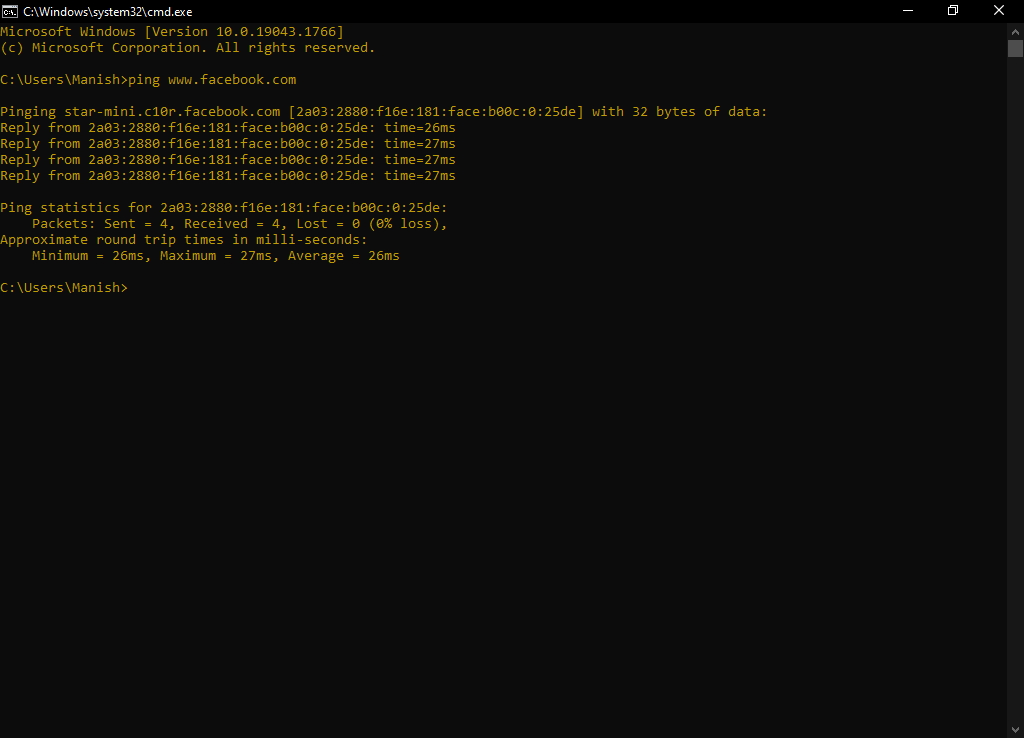 C:\Windows\system32\cmd.exe
Microsoft Windows [Version 10.0.19043.1766]
(c) Microsoft Corporation. All rights reserved.
C:\Users\Manish>ping www.facebook.com
Pinging star-mini.c10r.facebook.com [2a03:2880:f16e:181:face:b00c:0:25de] with 32 bytes of data:
Reply from 2a03:2880:f16e:181:face:b00c:0:25de: time=26ms
Reply from 2a03:2880:f16e:181:face:b00c:0:25de: time=27ms
Reply from 2a03:2880:f16e:181:face:b00c:0:25de: time=27ms
Reply from 2a03:2880:f16e:181:face:b00c:0:25de: time=27ms
Ping statistics for 2a03:2880:f16e:181:face:b00c:0:25de:
    Packets: Sent = 4, Received = 4, Lost = 0 (0% loss),
Approximate round trip times in milli-seconds:
    Minimum = 26ms, Maximum = 27ms, Average = 26ms
C:\Users\Manish>